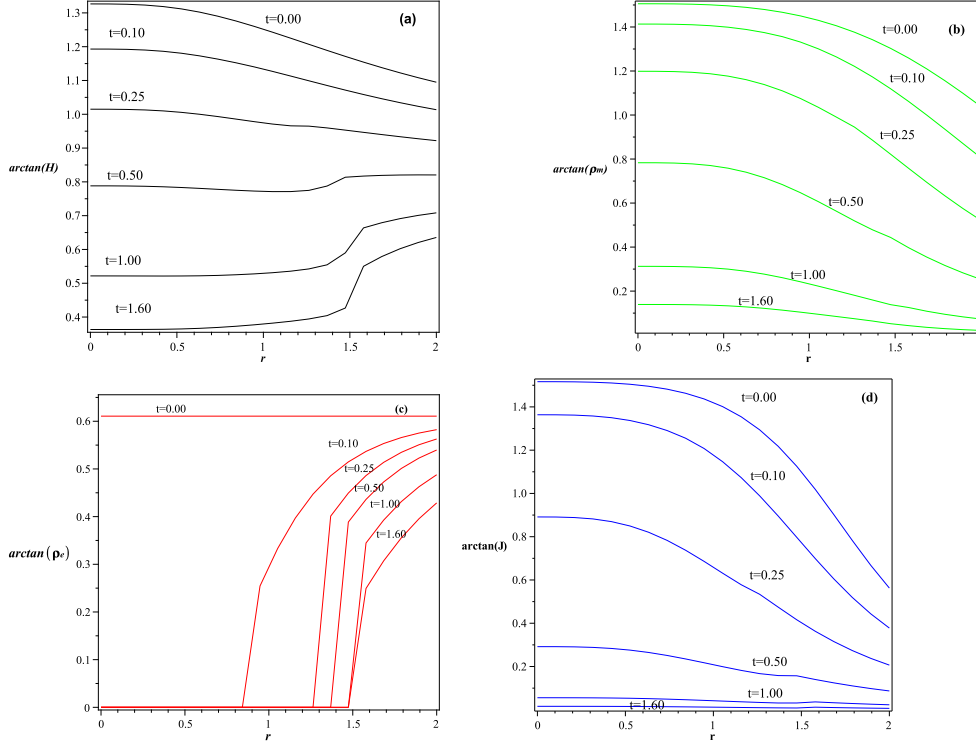 (a)
t=0.00
t=0.10
t=0.25
t=0.50
t=1.00
t=1.60
1.3
1.2
1.1
1.0
0.9
0.8
0.7
0.6
0.5
0.4
arctan(H)
0
0.5
1
1.5
2
r
(b)
t=0.00
t=0.10
t=0.25
t=0.50
t=1.00
t=1.60
1.4
1.2
1.0
0.8
0.6
0.4
0.2
arctan(ρm)
0
0.5
1
1.5
r
(c)
t=0.00
t=0.10
t=0.25
t=0.50
t=1.00
t=1.60
0.6
0.5
0.4
0.3
0.2
0.1
0
arctan(ρe)
0
0.5
1
1.5
2
r
(d)
t=0.00
t=0.10
t=0.25
t=0.50
t=1.00
t=1.60
1.4
1.2
1.0
0.8
0.6
0.4
0.2
arctan(J)
0
0.5
1
1.5
2
r